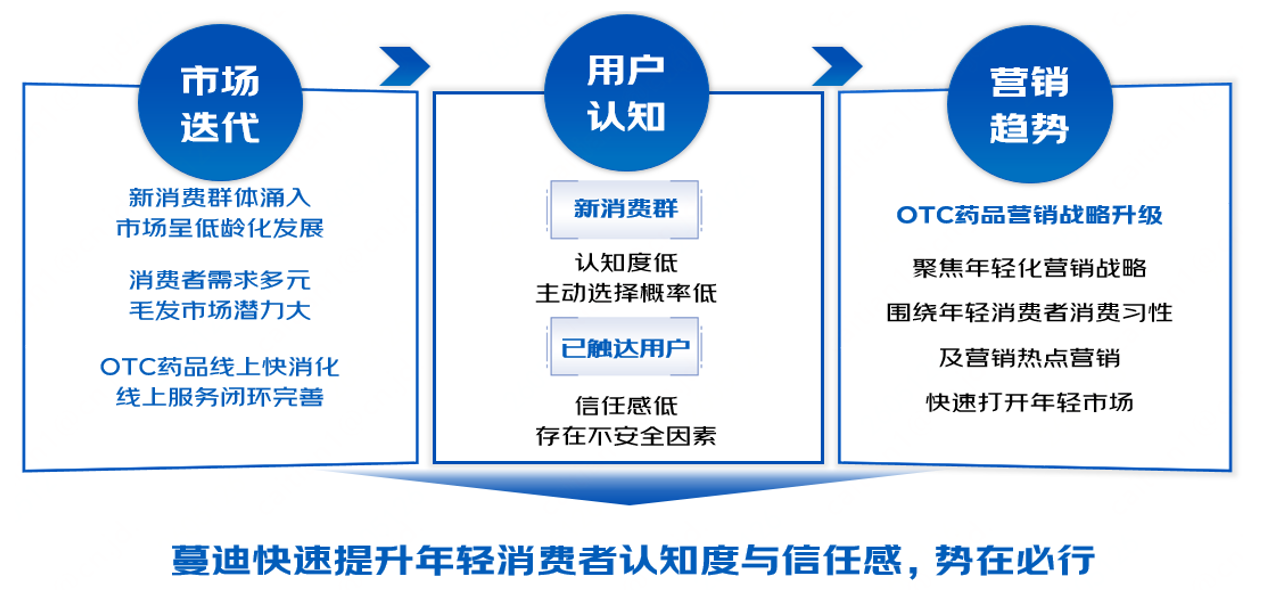 市场
迭代
新消费群体涌入
市场呈低龄化发展
消费者需求多元
毛发市场潜力大
OTC药品线上快消化
线上服务闭环完善
用户
认知
新消费群
认知度低
主动选择概率低
已触达用户
信任感低
存在不安全因素
营销
趋势
OTC药品营销战略升级
聚焦年轻化营销战略
围绕年轻消费者消费习性
及营销热点营销
快速打开年轻市场
蔓迪快速提升年轻消费者认知度与信任感，势在必行